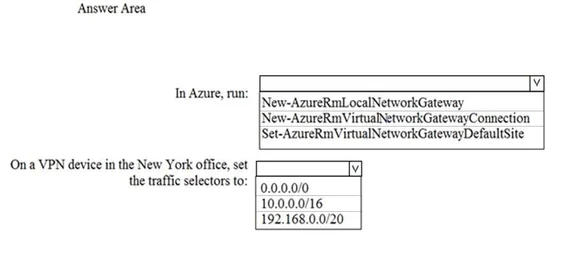 Answer Area
In Azure, run:
New-AzureRmLocalNetworkGateway
New-AzureRmVirtualNetworkGatewayConnection
Set-AzureRmVirtualNetworkGatewayDefaultSite
On a VPN device in the New York office, set
the traffic selectors to:
0.0.0.0/0
10.0.0.0/16
192.168.0.0/20